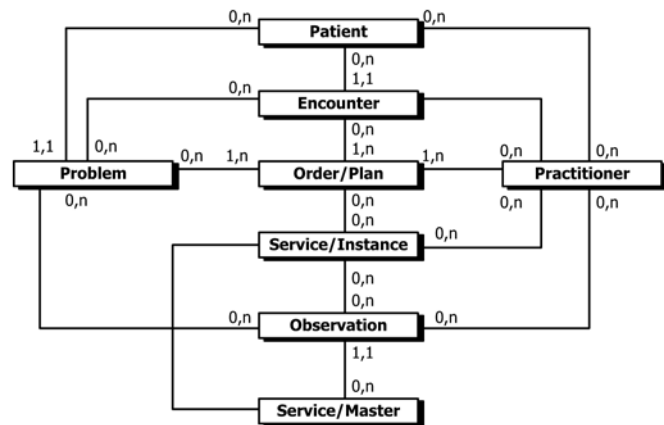 0,n Patient 0,n
0,n
1,1
0,n Encounter
0,n
1,1 0,n 1,n 0,n 0,n
0,n 1,n 1,n
Problem Order/Plan Practitioner
0,n 0,n 0,n 0,n
0,n
Service/Instance 0,n
0,n
0,n
0,n Observation 0,n
1,1
0,n
Service/Master